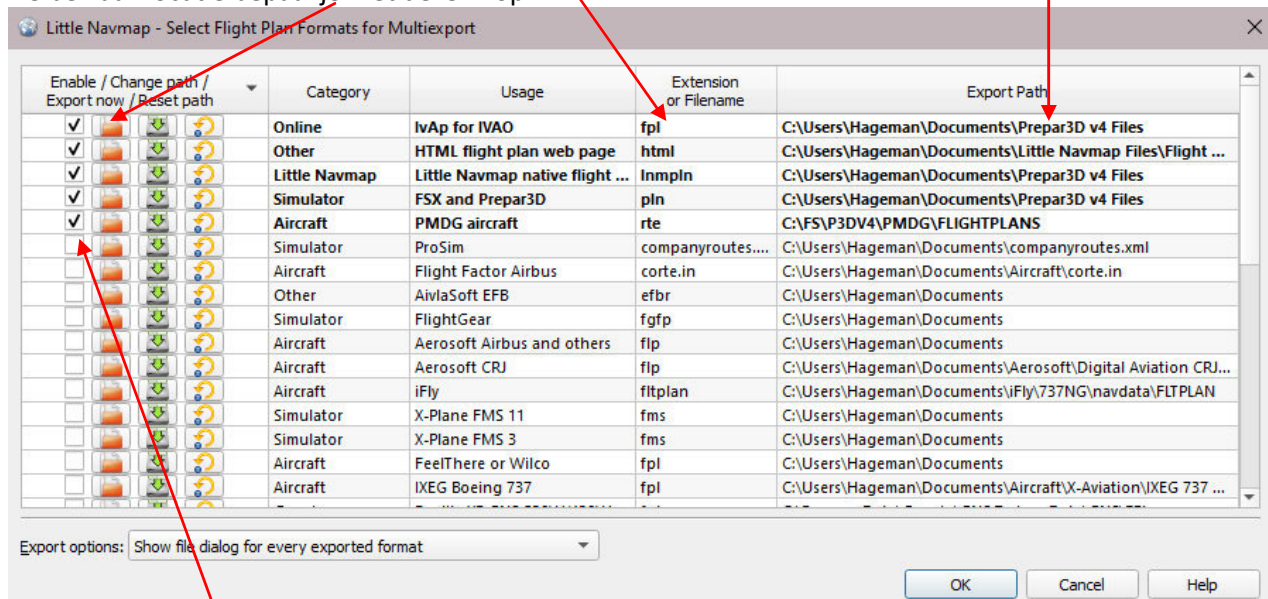 Little Navmap - Select Flight Plan Formats for Multiexport
Enable / Change path / Export now / Reset path Category Usage Extension or Filename Export Path
Online IvAp for IVAO fpl C:\Users\Hageman\Documents\Prepar3D v4 Files
Other HTML flight plan web page html C:\Users\Hageman\Documents\Little Navmap Files\Flight ...
Little Navmap Little Navmap native flight ... lnmpln C:\Users\Hageman\Documents\Prepar3D v4 Files
Simulator FSX and Prepar3D pln C:\Users\Hageman\Documents\Prepar3D v4 Files
Aircraft PMDG aircraft rte C:\FS\P3DV4\PMDG\FLIGHTPLANS
Simulator ProSim companyroutes.... C:\Users\Hageman\Documents\companyroutes.xml
Aircraft Flight Factor Airbus corte.in C:\Users\Hageman\Documents\Aircraft\corte.in
Other AivlaSoft EFB efbr C:\Users\Hageman\Documents
Simulator FlightGear fgfp C:\Users\Hageman\Documents
Aircraft Aerosoft Airbus and others flp C:\Users\Hageman\Documents
Aircraft Aerosoft CRJ flp C:\Users\Hageman\Documents\Aerosoft\Digital Aviation CRJ...
Aircraft iFly fltplan C:\Users\Hageman\Documents\iFly\737NG\navdata\FLTPLAN
Simulator X-Plane FMS 11 fms C:\Users\Hageman\Documents
Simulator X-Plane FMS 3 fms C:\Users\Hageman\Documents
Aircraft FeelThere or Wilco fpl C:\Users\Hageman\Documents
Aircraft IXEG Boeing 737 fpl C:\Users\Hageman\Documents\Aircraft\X-Aviation\IXEG 737 ...
Export options: Show file dialog for every exported format
OK Cancel Help